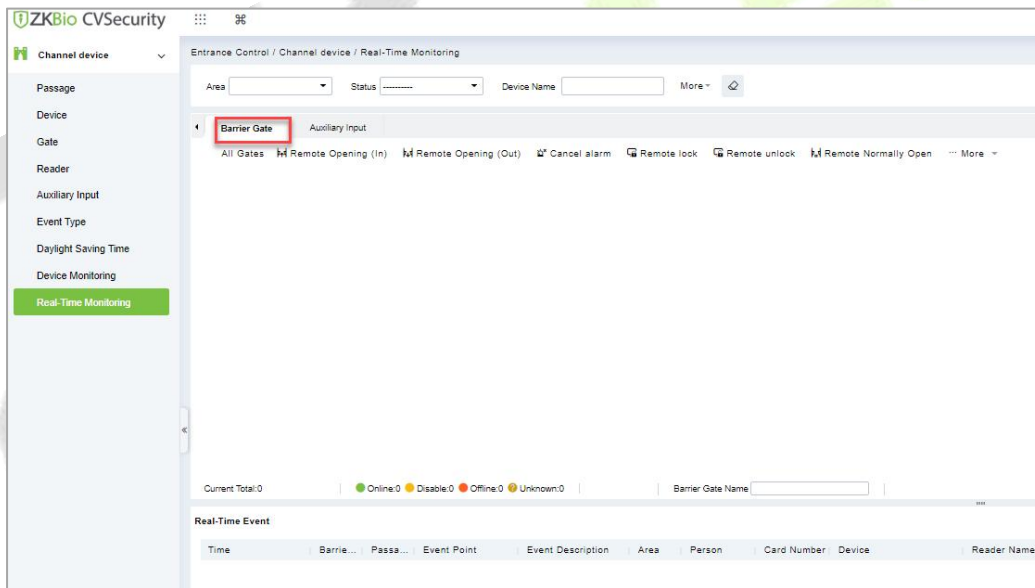 ZKBio CVSecurity
Channel device
Passage
Device
Gate
Reader
Auxiliary Input
Event Type
Daylight Saving Time
Device Monitoring
Real-Time Monitoring
Entrance Control / Channel device / Real-Time Monitoring
Area Status ---------- Device Name More
Barrier Gate Auxiliary Input
All Gates Remote Opening (In) Remote Opening (Out) Cancel alarm Remote lock Remote unlock Remote Normally Open ··· More
Current Total:0 Online:0 Disable:0 Offline:0 Unknown:0 Barrier Gate Name
Real-Time Event
Time Barrie... Passa... Event Point Event Description Area Person Card Number Device Reader Name